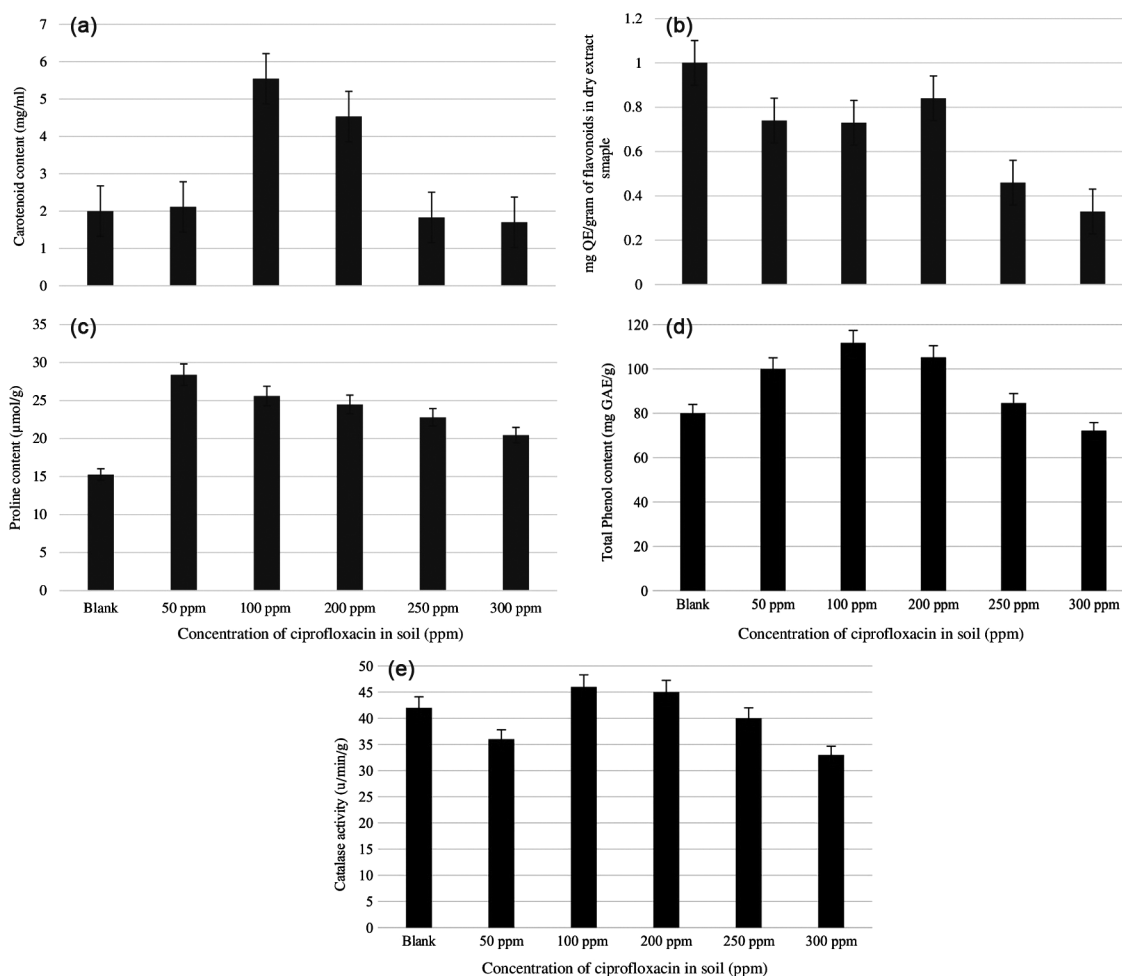 (a)
7
6
5
4
3
2
1
0
Carotenoid content (mg/ml)
(b)
1
0.8
0.6
0.4
0.2
0
mg QE/gram of flavonoids in dry extract
smaple
(c)
35
30
25
20
15
10
5
0
Proline content (µmol/g)
Blank 50 ppm 100 ppm 200 ppm 250 ppm 300 ppm
Concentration of ciprofloxacin in soil (ppm)
(d)
120
100
80
60
40
20
0
Total Phenol content (mg GAE/g)
Blank 50 ppm 100 ppm 200 ppm 250 ppm 300 ppm
Concentration of ciprofloxacin in soil (ppm)
(e)
50
45
40
35
30
25
20
15
10
5
0
Catalase activity (u/min/g)
Blank 50 ppm 100 ppm 200 ppm 250 ppm 300 ppm
Concentration of ciprofloxacin in soil (ppm)